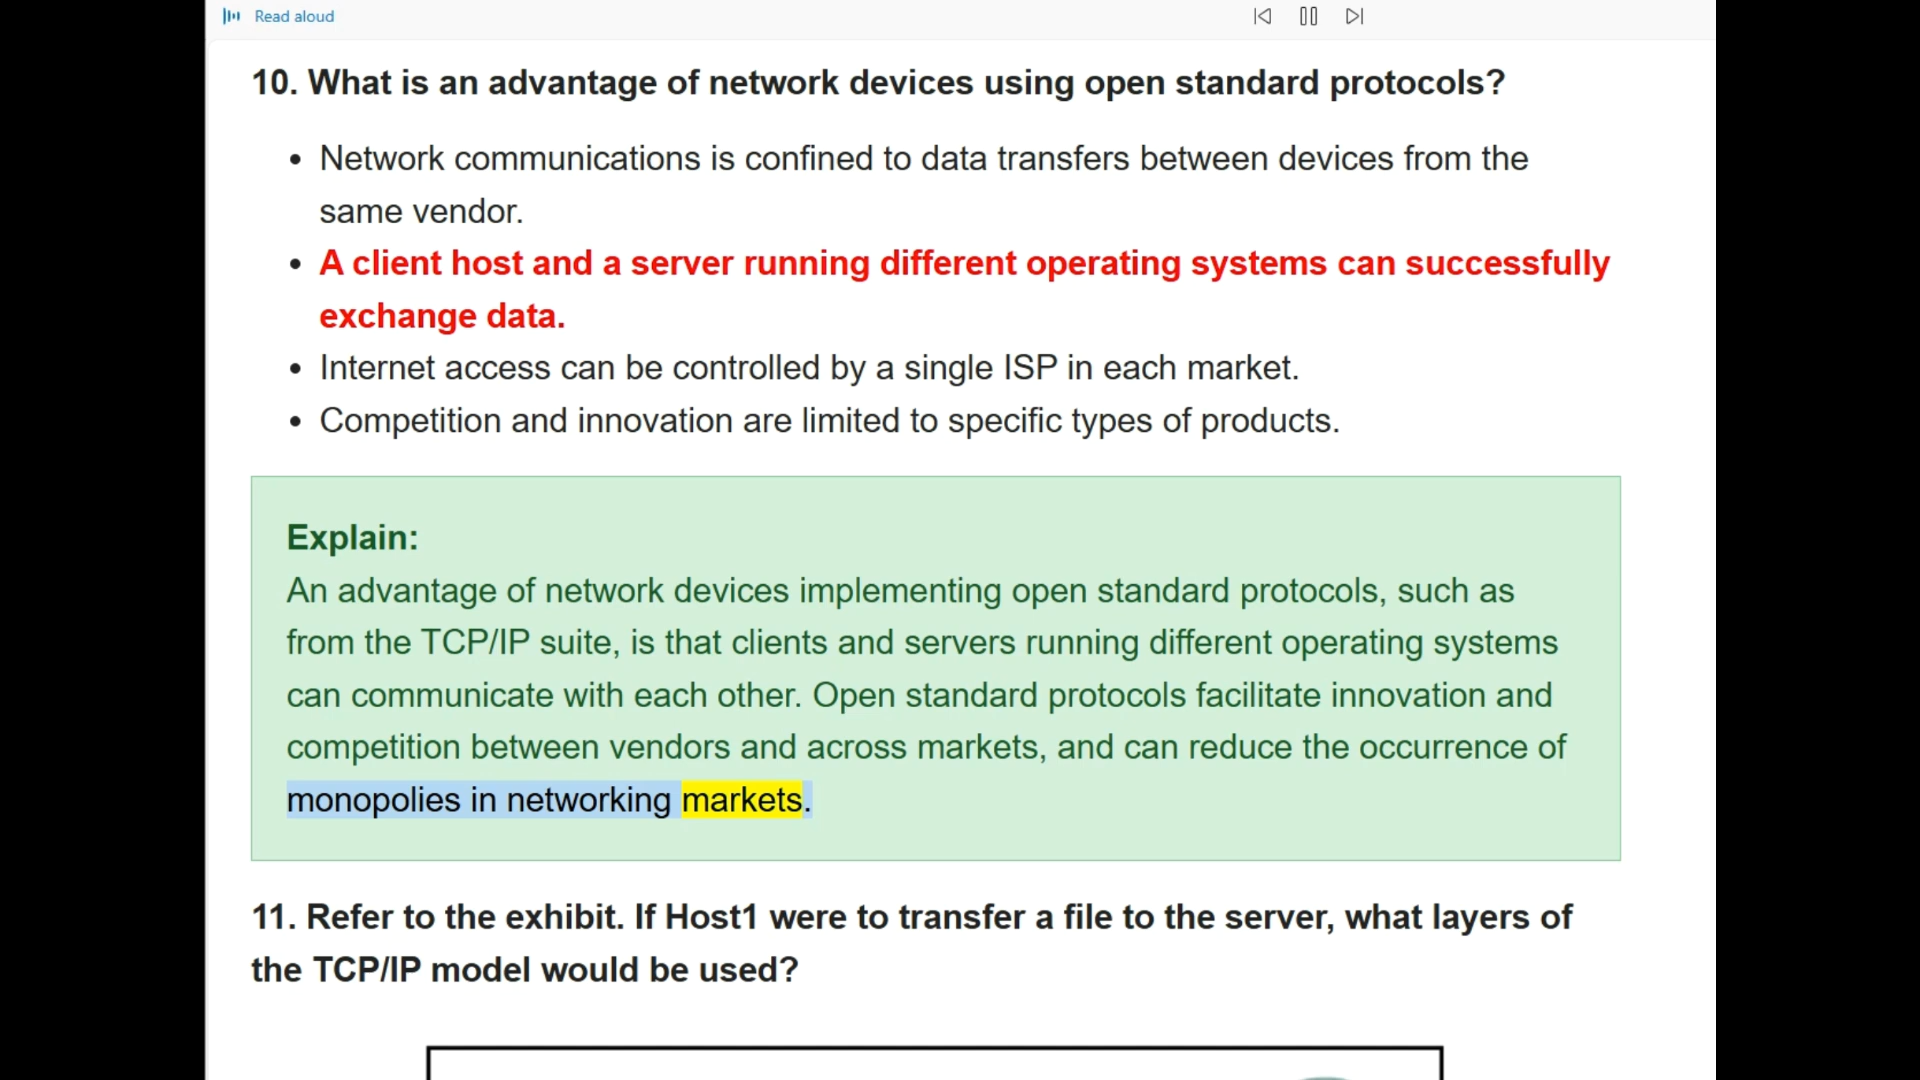 Read aloud
10. What is an advantage of network devices using open standard protocols?
• Network communications is confined to data transfers between devices from the
same vendor.
• A client host and a server running different operating systems can successfully
exchange data.
• Internet access can be controlled by a single ISP in each market.
• Competition and innovation are limited to specific types of products.
Explain:
An advantage of network devices implementing open standard protocols, such as
from the TCP/IP suite, is that clients and servers running different operating systems
can communicate with each other. Open standard protocols facilitate innovation and
competition between vendors and across markets, and can reduce the occurrence of
monopolies in networking markets.
11. Refer to the exhibit. If Host1 were to transfer a file to the server, what layers of
the TCP/IP model would be used?